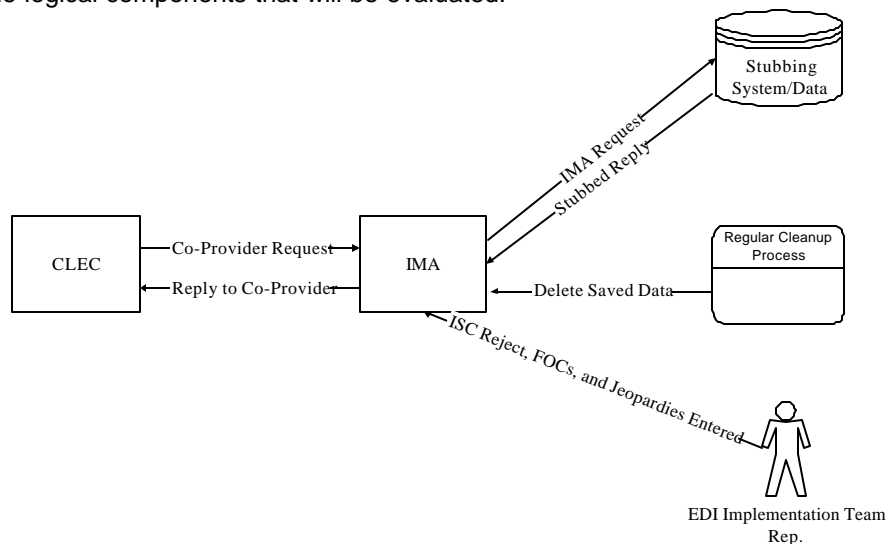 logical components that will be evaluated.
Stubbing
System/Data
IMA Request
Stubbed Reply
CLEC
Co-Provider Request
Reply to Co-Provider
IMA
Regular Cleanup
Process
Delete Saved Data
ISC Reject, FOCs, and Jeopardies Entered
EDI Implementation Team
Rep.